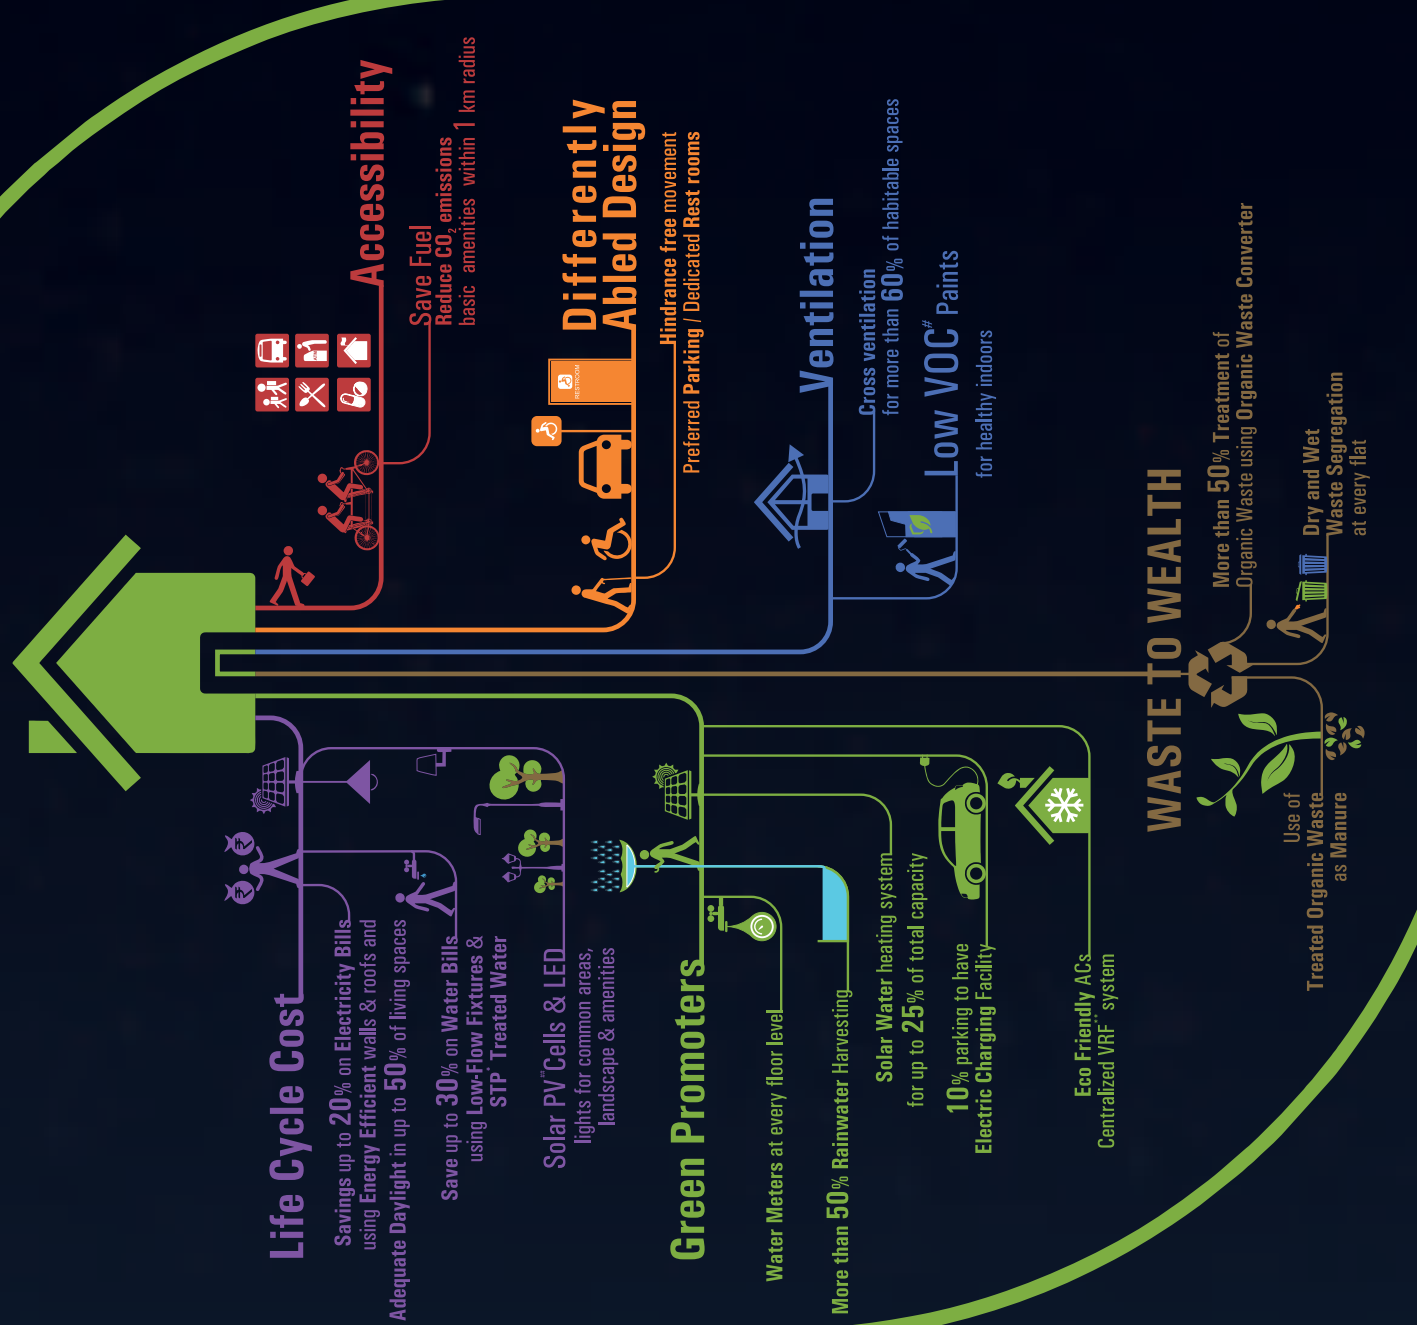 Life Cycle Cost
Savings up to 20% on Electricity Bills
using Energy Efficient walls & roofs and
Adequate Daylight in up to 50% of living spaces
Save up to 30% on Water Bills
using Low-Flow Fixtures &
STP* Treated Water
Solar PV** Cells & LED
lights for common areas,
landscape & amenities
Green Promoters
Water Meters at every floor level
More than 50% Rainwater Harvesting
Solar Water heating system
for up to 25% of total capacity
10% parking to have
Electric Charging Facility
Eco Friendly ACs
Centralized VRF** system
Accessibility
Save Fuel
Reduce CO2 emissions
basic amenities within 1 km radius
Differently
Abled Design
RESTROOM
Hindrance free movement
Preferred Parking / Dedicated Rest rooms
Ventilation
Cross ventilation
for more than 60% of habitable spaces
Low VOC# Paints
for healthy indoors
WASTE TO WEALTH
More than 50% Treatment of
Organic Waste using Organic Waste Converter
Dry and Wet
Waste Segregation
at every flat
Use of
Treated Organic Waste
as Manure